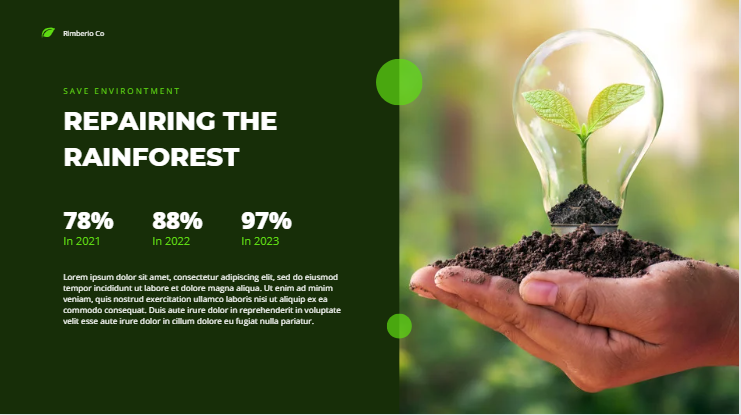 Rimberio Co
SAVE ENVIRONTMENT
REPAIRING THE
RAINFOREST
78% 88% 97%
In 2021 In 2022 In 2023
Lorem ipsum dolor sit amet, consectetur adipiscing elit, sed do eiusmod
tempor incididunt ut labore et dolore magna aliqua. Ut enim ad minim
veniam, quis nostrud exercitation ullamco laboris nisi ut aliquip ex ea
commodo consequat. Duis aute irure dolor in reprehenderit in voluptate
velit esse aute irure dolor in cillum dolore eu fugiat nulla pariatur.